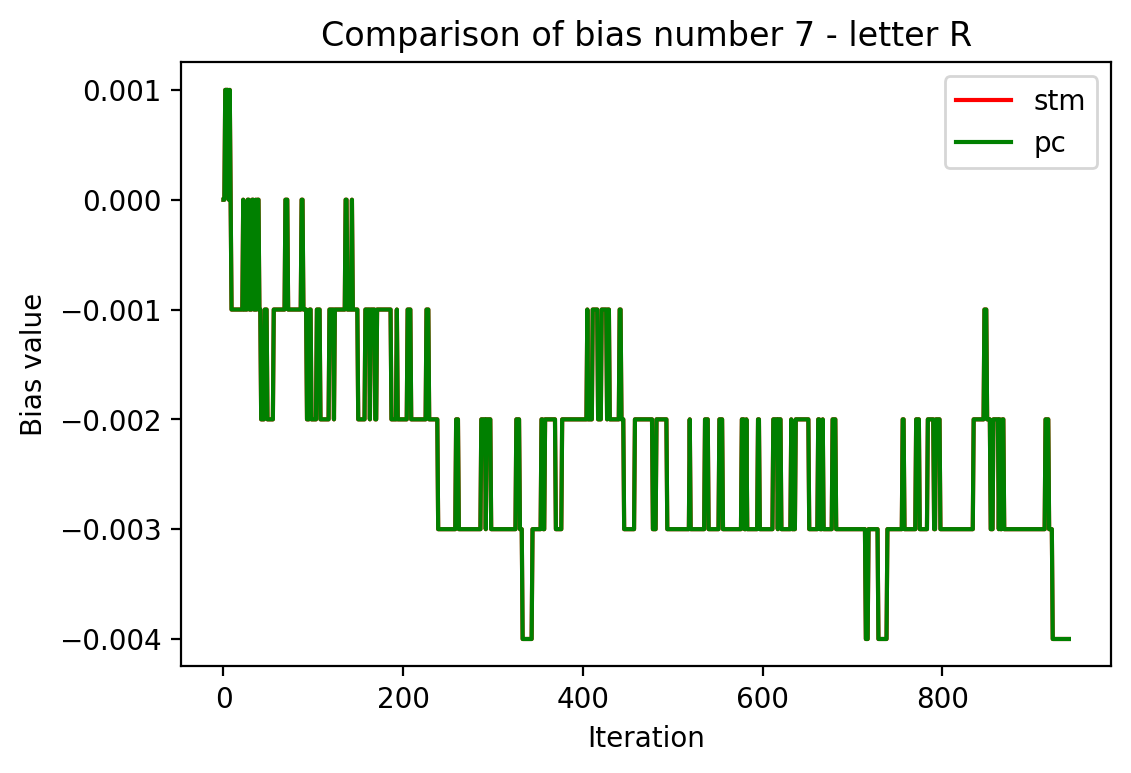 Comparison of bias number 7 - letter R
0.001
0.000
−0.001
−0.002
−0.003
−0.004
Bias value
stm
pc
0 200 400 600 800
Iteration